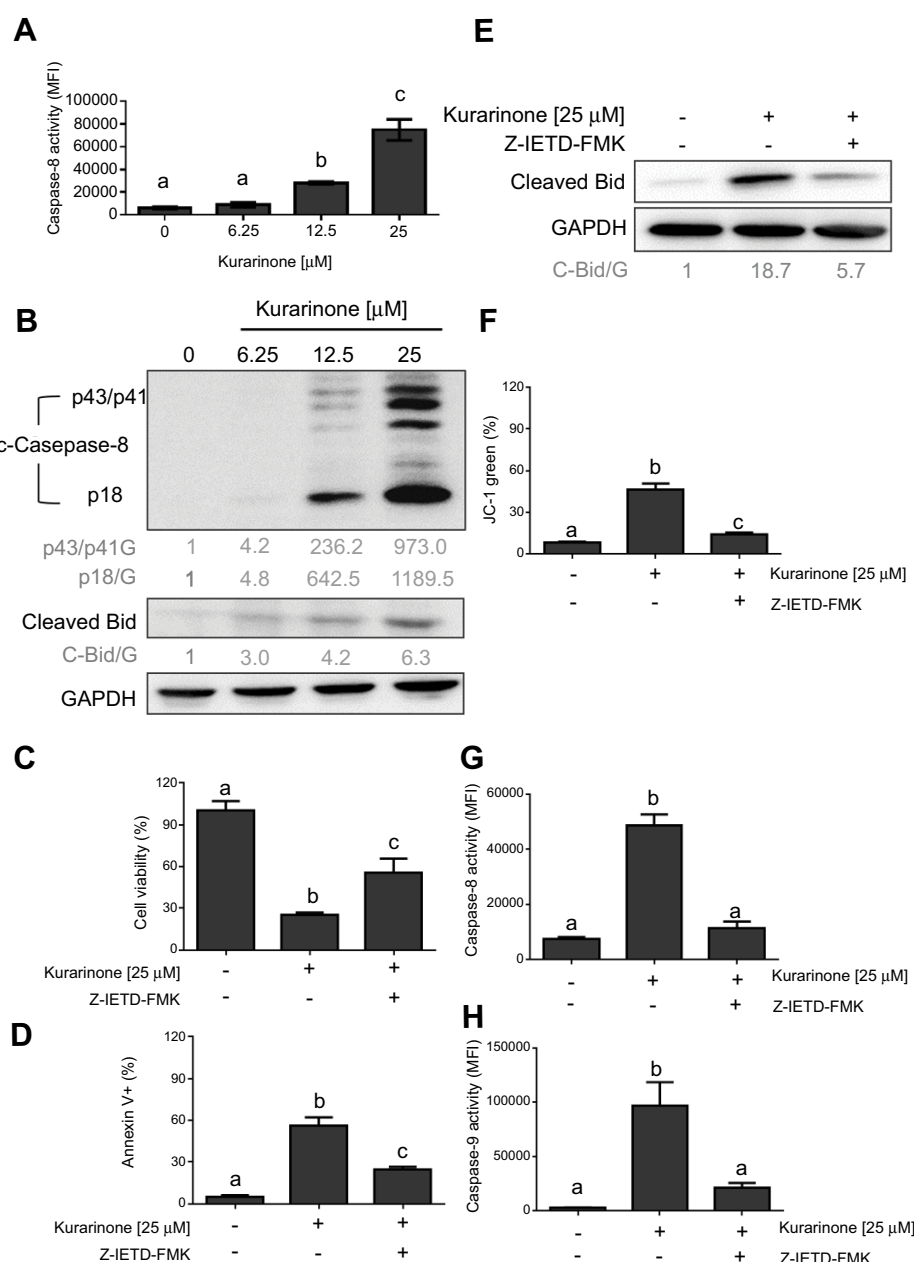 A
Caspase-8 activity (MFI)
100000
80000
60000
40000
20000
0
a
a
b
c
0 6.25 12.5 25
Kurarinone [μM]
B
Kurarinone [μM]
0 6.25 12.5 25
p43/p41
c-Casepase-8
p18
p43/p41G 1 4.2 236.2 973.0
p18/G 1 4.8 642.5 1189.5
Cleaved Bid
C-Bid/G 1 3.0 4.2 6.3
GAPDH
C
Cell viability (%)
120
90
60
30
0
a
b
c
Kurarinone [25 μM] - + +
Z-IETD-FMK - - +
D
Annexin V+ (%)
120
90
60
30
0
a
b
c
Kurarinone [25 μM] - + +
Z-IETD-FMK - - +
E
Kurarinone [25 μM] - + +
Z-IETD-FMK - - +
Cleaved Bid
GAPDH
C-Bid/G 1 18.7 5.7
F
JC-1 green (%)
120
90
60
30
0
a
b
c
- + + Kurarinone [25 μM]
- - + Z-IETD-FMK
G
Caspase-8 activity (MFI)
60000
40000
20000
0
a
b
a
- + + Kurarinone [25 μM]
- - + Z-IETD-FMK
H
Caspase-9 activity (MFI)
150000
100000
50000
0
a
b
a
- + + Kurarinone [25 μM]
- - + Z-IETD-FMK